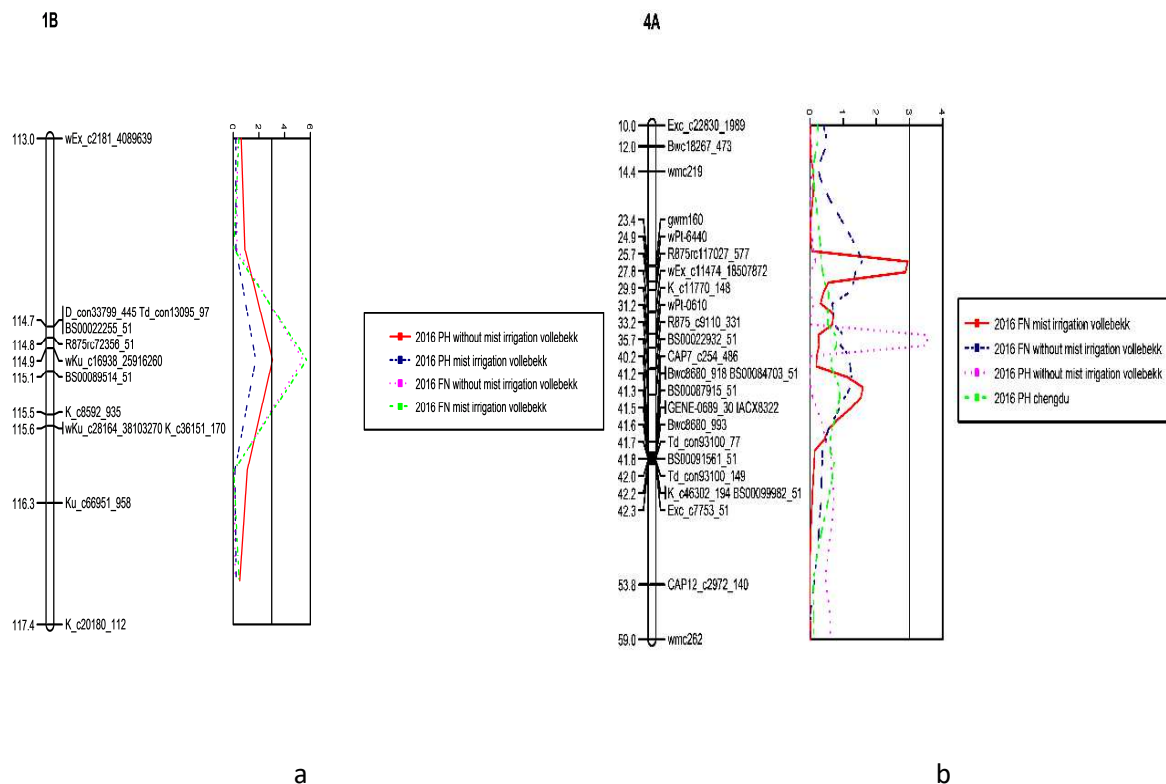 1B
0 2 4 6
113.0 wEx_c2181_4089639
D_con33799_445 Td_con13095_97
114.7 BS00022255_51
114.8 R875rc72356_51
114.9 wKu_c16938_25916260
115.1 BS00089514_51
115.5 K_c8592_935
115.6 wKu_c28164_38103270 K_c36151_170
116.3 Ku_c66951_958
117.4 K_c20180_112
2016 PH without mist irrigation vollebekk
2016 PH mist irrigation vollebekk
2016 FN without mist irrigation vollebekk
2016 FN mist irrigation vollebekk
a
4A
0 1 2 3 4
10.0 Exc_c22830_1989
12.0 Bwc18267_473
14.4 wmc219
23.4 gwm160
24.9 wPt-6440
25.7 R875rc117027_577
27.8 wEx_c11474_18507872
29.9 K_c11770_148
31.2 wPt-0610
33.2 R875_c9110_331
35.7 BS00022932_51
40.2 CAP7_c254_486
41.2 Bwc8680_918 BS00084703_51
41.3 BS00087915_51
41.5 GENE-0689_30 IACX8322
41.6 Bwc8680_993
41.7 Td_con93100_77
41.8 BS00091561_51
42.0 Td_con93100_149
42.2 K_c46302_194 BS00099982_51
42.3 Exc_c7753_51
53.8 CAP12_c2972_140
59.0 wmc262
2016 FN mist irrigation vollebekk
2016 FN without mist irrigation vollebekk
2016 PH without mist irrigation vollebekk
2016 PH chengdu
b